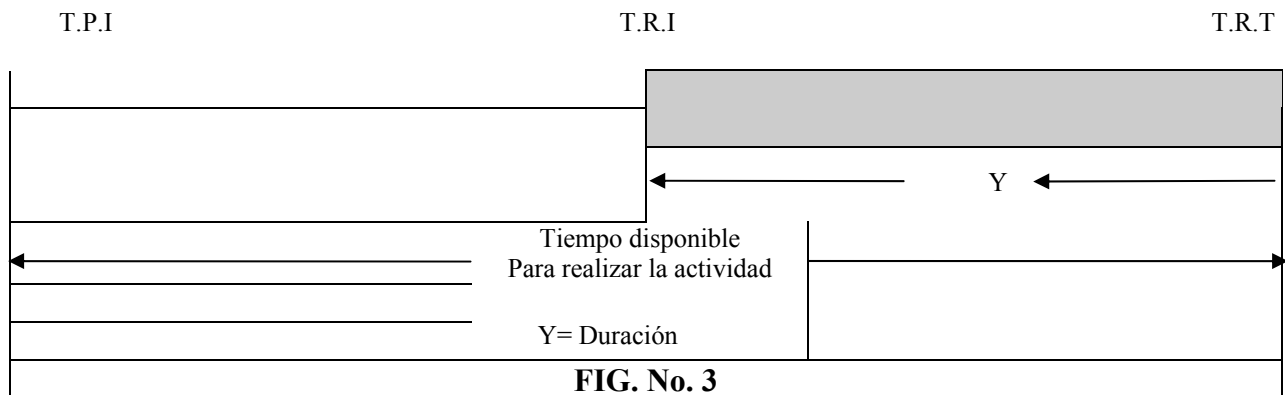 T.P.I T.R.I T.R.T
Y
Tiempo disponible
Para realizar la actividad
Y= Duración
FIG. No. 3